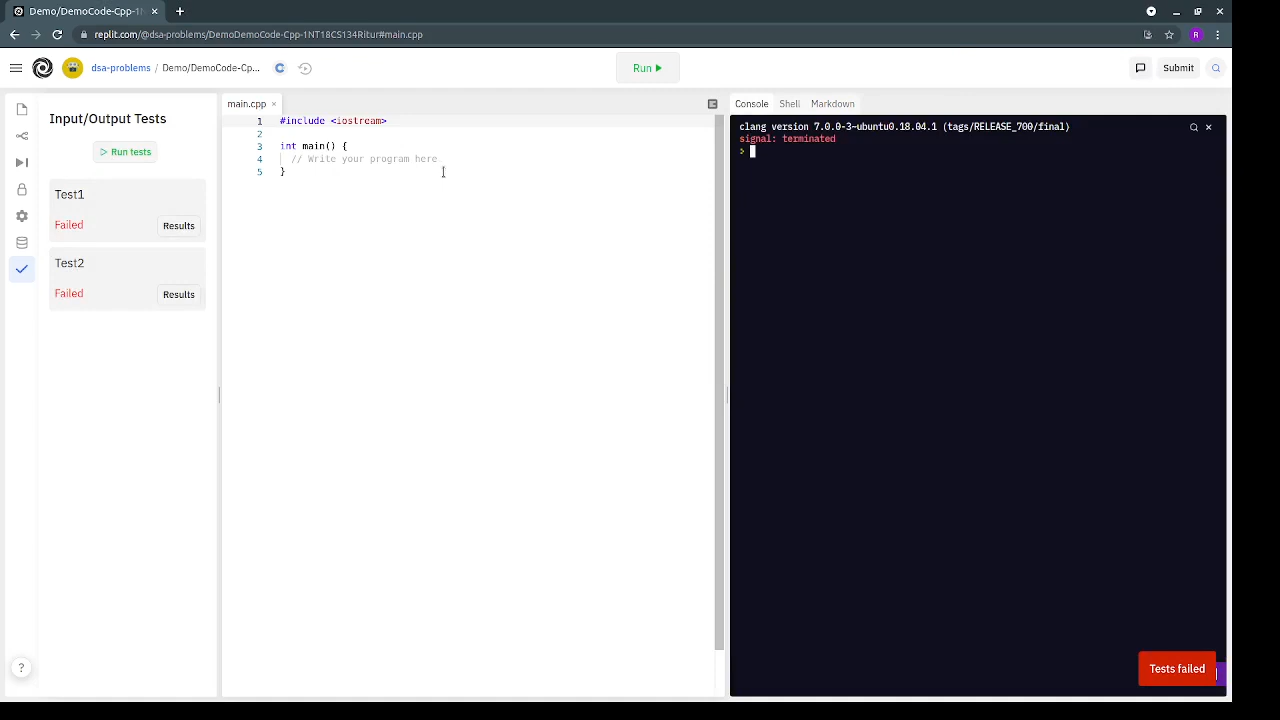 Demo/DemoCode-Cpp-1N
replit.com/@dsa-problems/DemoDemoCode-Cpp-1NT18CS134Ritur#main.cpp
R
dsa-problems / Demo/DemoCode-Cp...
C
Run
Submit
Input/Output Tests
Run tests
Test1
Failed
Results
Test2
Failed
Results
?
main.cpp
1 #include <iostream>
2
3 int main() {
4 // Write your program here
5 }
Console Shell Markdown
clang version 7.0.0-3~ubuntu0.18.04.1 (tags/RELEASE_700/final)
signal: terminated
>
Tests failed